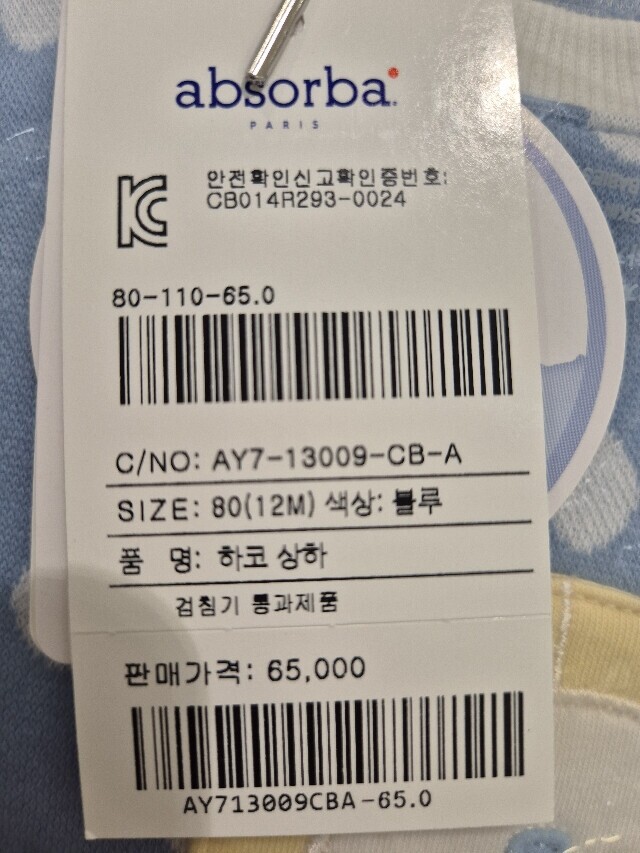 absorba.
PARIS
안전확인신고확인증번호:
CB014R293-0024
80-110-65.0
C/NO: AY7-13009-CB-A
SIZE: 80(12M) 색상: 블루
품 명: 하코 상하
검침기 통과제품
판매가격: 65,000
AY713009CBA-65.0